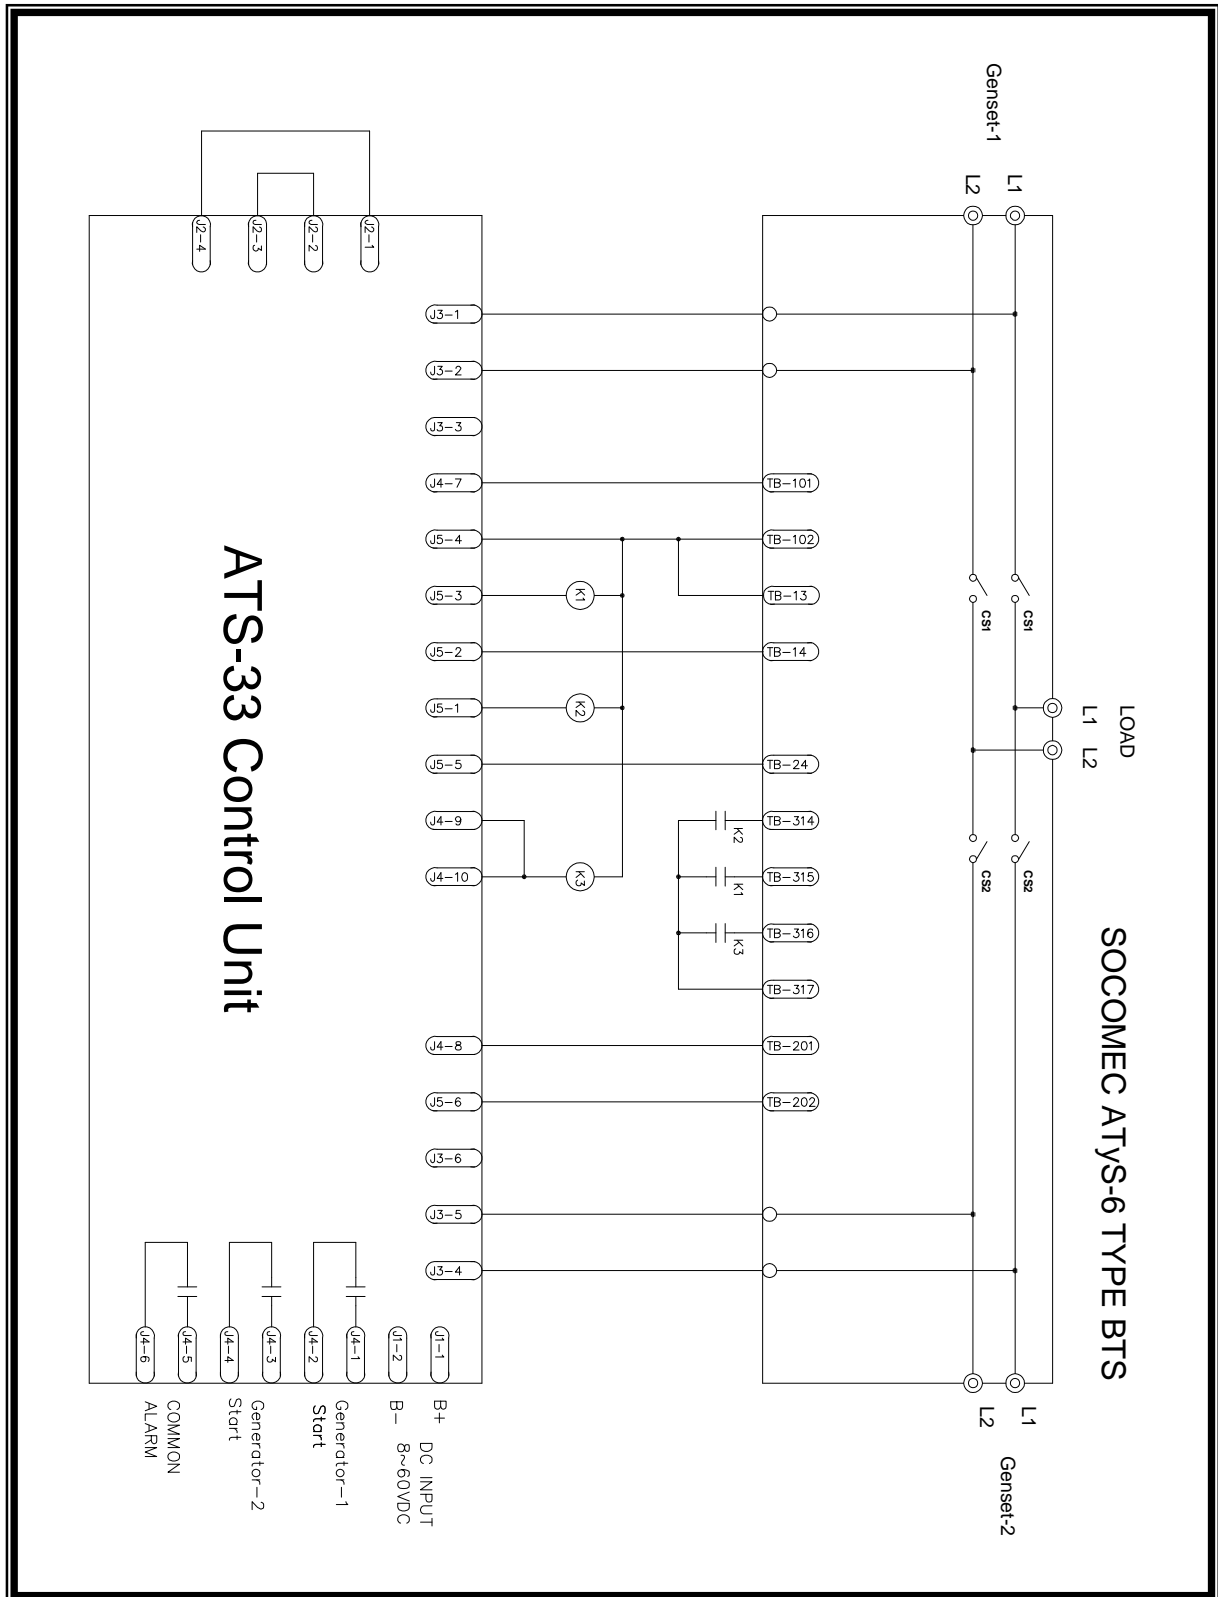 SOCOMEC ATyS-6 TYPE BTS
LOAD
L1 L2
Genset-1
L1
L2
CS1
CS1
CS2
CS2
L1
L2
Genset-2
TB-101
TB-102
TB-13
TB-14
TB-24
TB-314
TB-315
TB-316
TB-317
TB-201
TB-202
K2
K1
K3
K1
K2
K3
J3-1
J3-2
J3-3
J4-7
J5-4
J5-3
J5-2
J5-1
J5-5
J4-9
J4-10
J4-8
J5-6
J3-6
J3-5
J3-4
J2-1
J2-2
J2-3
J2-4
ATS-33 Control Unit
J1-1
J1-2
J4-1
J4-2
J4-3
J4-4
J4-5
J4-6
B+ DC INPUT
B- 8~60VDC
Generator-1
Start
Generator-2
Start
COMMON
ALARM